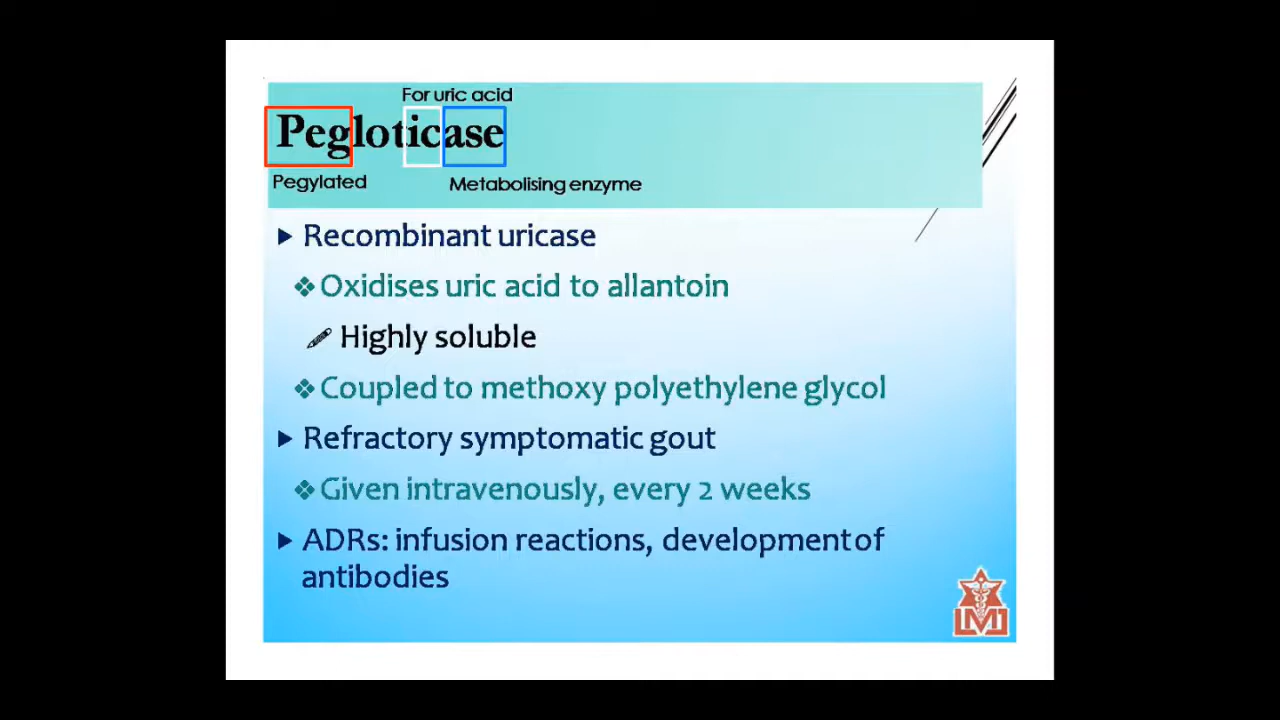 For uric acid
Pegloticase
Pegylated
Metabolising enzyme
Recombinant uricase
Oxidises uric acid to allantoin
Highly soluble
Coupled to methoxy polyethylene glycol
Refractory symptomatic gout
Given intravenously, every 2 weeks
ADRs: infusion reactions, development of
antibodies